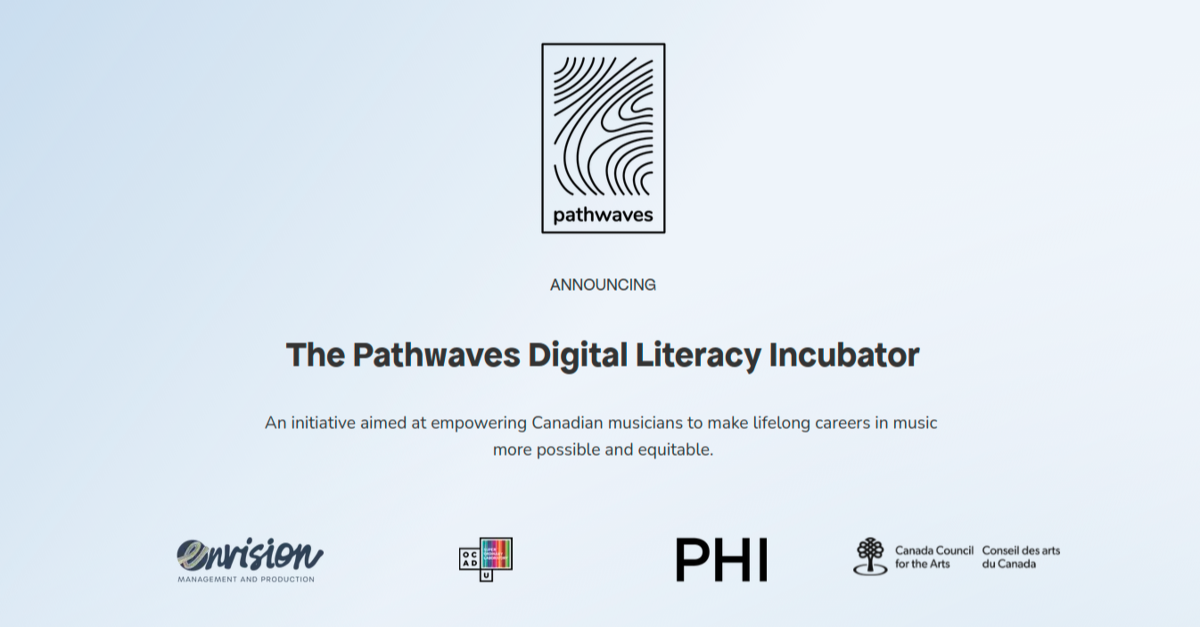 pathwaves
ANNOUNCING
The Pathwaves Digital Literacy Incubator
An initiative aimed at empowering Canadian musicians to make lifelong careers in music
more possible and equitable.
envision
MANAGEMENT AND PRODUCTION
OC
AD
U
PHI
Canada Council Conseil des arts
for the Arts du Canada